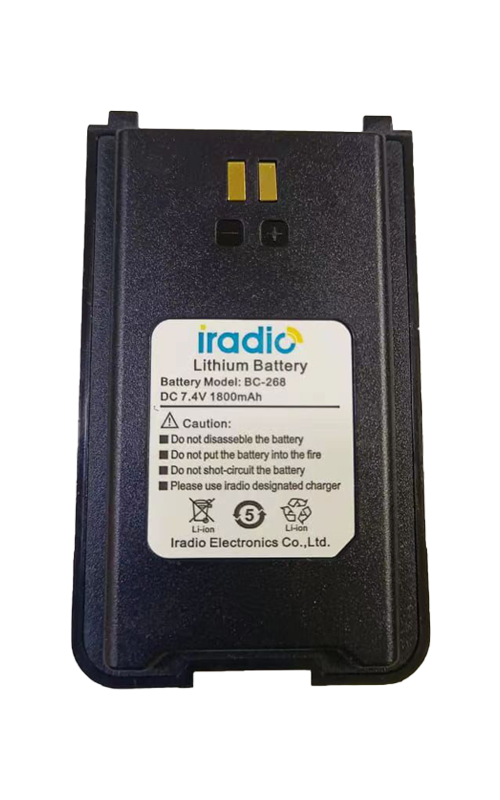 − +
iradio
Lithium Battery
Battery Model: BC-268
DC 7.4V 1800mAh
Caution:
Do not disasseble the battery
Do not put the battery into the fire
Do not shot-circuit the battery
Please use iradio designated charger
5
Li-ion Li-ion
Iradio Electronics Co.,Ltd.